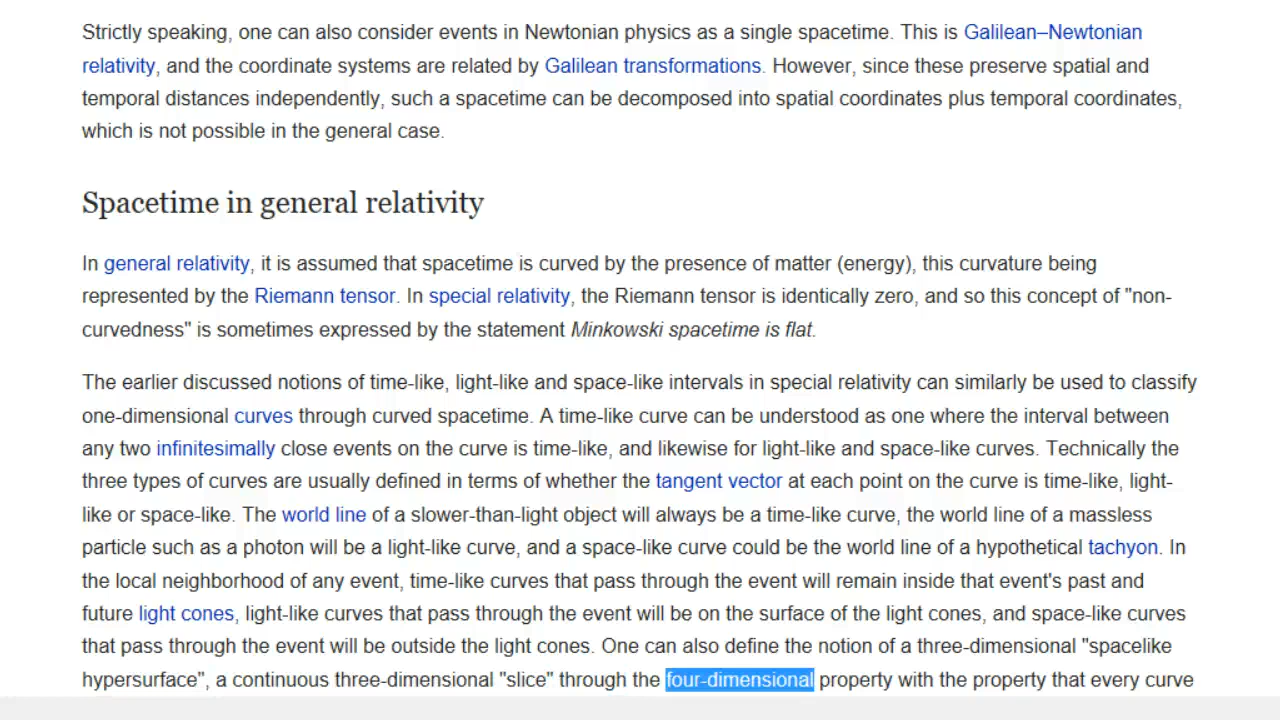 Strictly speaking, one can also consider events in Newtonian physics as a single spacetime. This is Galilean–Newtonian
relativity, and the coordinate systems are related by Galilean transformations. However, since these preserve spatial and
temporal distances independently, such a spacetime can be decomposed into spatial coordinates plus temporal coordinates,
which is not possible in the general case.
Spacetime in general relativity
In general relativity, it is assumed that spacetime is curved by the presence of matter (energy), this curvature being
represented by the Riemann tensor. In special relativity, the Riemann tensor is identically zero, and so this concept of "non-
curvedness" is sometimes expressed by the statement Minkowski spacetime is flat.
The earlier discussed notions of time-like, light-like and space-like intervals in special relativity can similarly be used to classify
one-dimensional curves through curved spacetime. A time-like curve can be understood as one where the interval between
any two infinitesimally close events on the curve is time-like, and likewise for light-like and space-like curves. Technically the
three types of curves are usually defined in terms of whether the tangent vector at each point on the curve is time-like, light-
like or space-like. The world line of a slower-than-light object will always be a time-like curve, the world line of a massless
particle such as a photon will be a light-like curve, and a space-like curve could be the world line of a hypothetical tachyon. In
the local neighborhood of any event, time-like curves that pass through the event will remain inside that event's past and
future light cones, light-like curves that pass through the event will be on the surface of the light cones, and space-like curves
that pass through the event will be outside the light cones. One can also define the notion of a three-dimensional "spacelike
hypersurface", a continuous three-dimensional "slice" through the four-dimensional property with the property that every curve